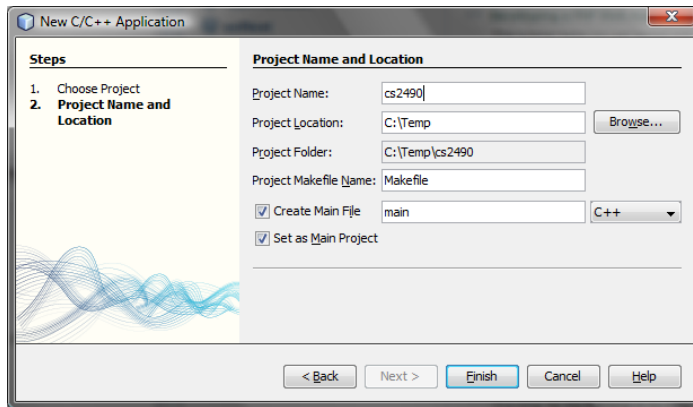 New C/C++ Application
Steps
1. Choose Project
2. Project Name and
Location
Project Name and Location
Project Name: cs2490
Project Location: C:\Temp Browse...
Project Folder: C:\Temp\cs2490
Project Makefile Name: Makefile
Create Main File main C++
Set as Main Project
< Back Next > Finish Cancel Help